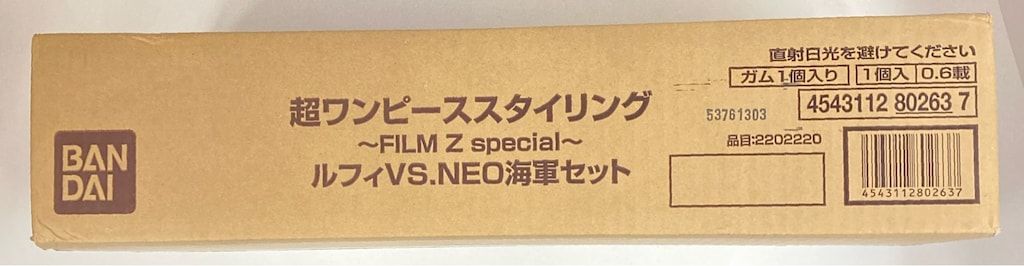 BAN
DAI
超ワンピーススタイリング
～FILM Z special～
ルフィVS.NEO海軍セット
直射日光を避けてください
ガム1個入り 1個入 0.6載
53761303
4543112 80263 7
品目:2202220
4543112802637